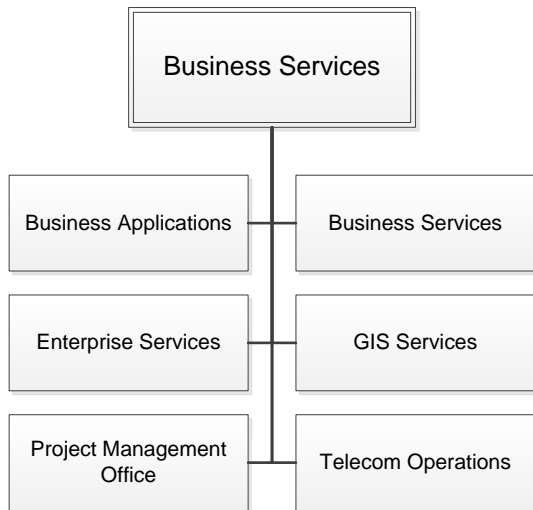 Business Services
Business Applications
Business Services
Enterprise Services
GIS Services
Project Management
Office
Telecom Operations